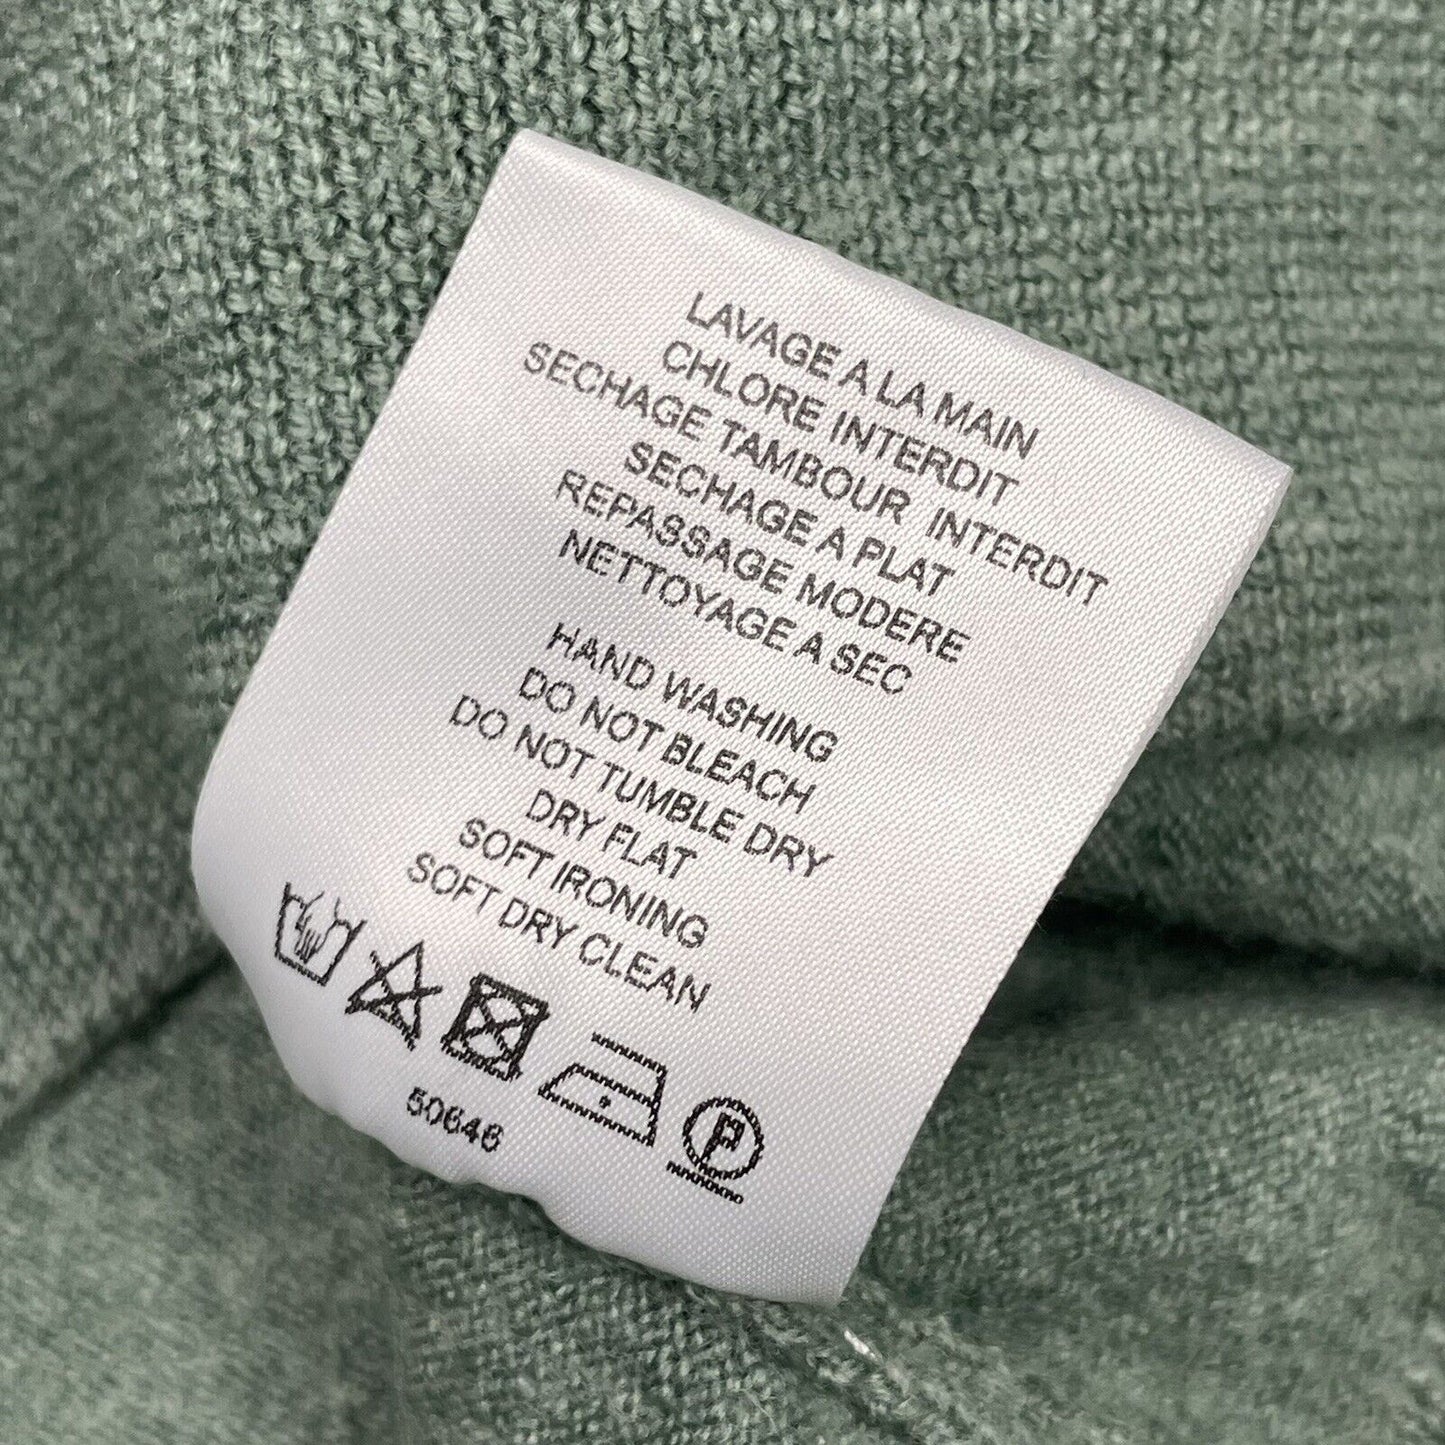 LAVAGE A LA MAIN
CHLORE INTERDIT
SECHAGE TAMBOUR INTERDIT
SECHAGE A PLAT
REPASSAGE MODERE
NETTOYAGE A SEC
HAND WASHING
DO NOT BLEACH
DO NOT TUMBLE DRY
DRY FLAT
SOFT IRONING
SOFT DRY CLEAN
P
50646